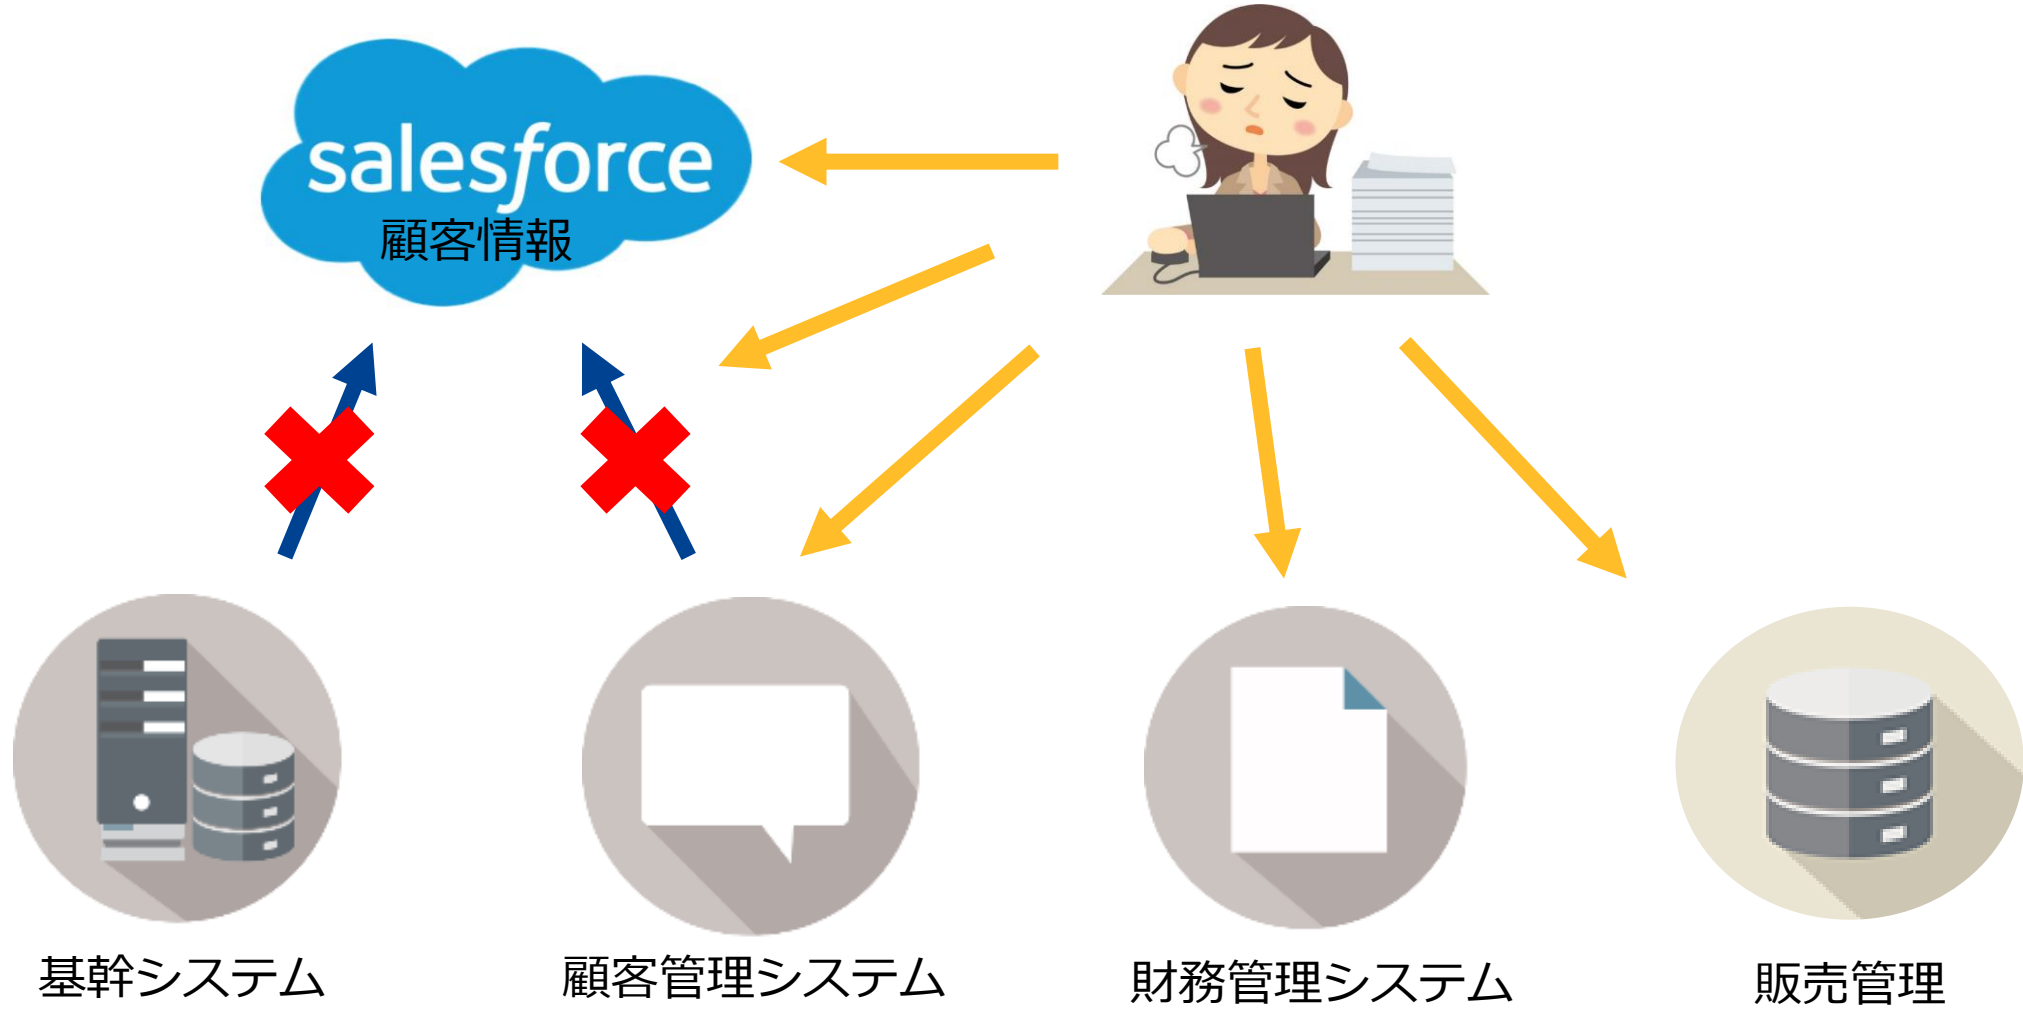 salesforce
顧客情報
基幹システム
顧客管理システム
財務管理システム
販売管理